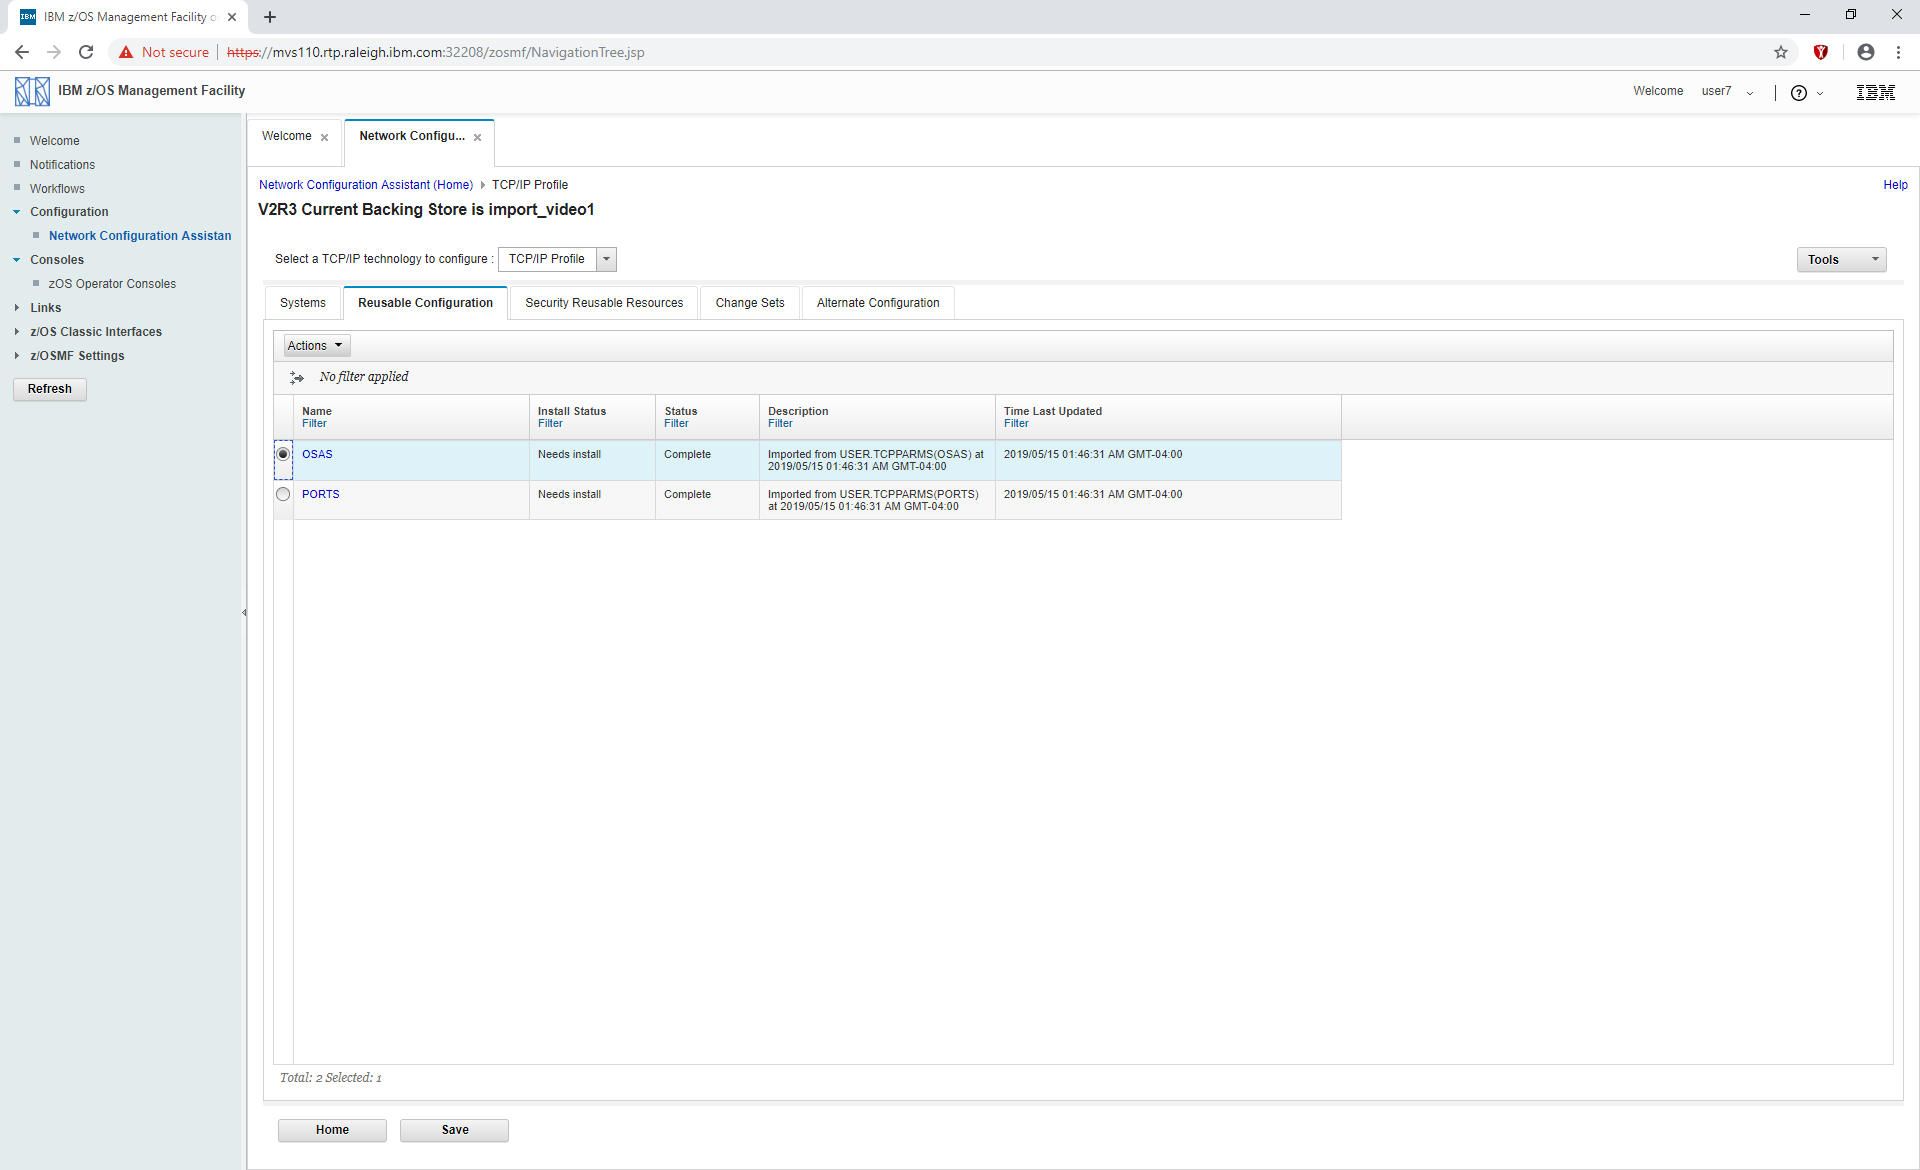 IBM z/OS Management Facility o
Not secure
https://mvs110.rtp.raleigh.ibm.com:32208/zosmf/NavigationTree.jsp
IBM z/OS Management Facility
Welcome user7
IBM
Welcome
Notifications
Workflows
Configuration
Network Configuration Assistan
Consoles
zOS Operator Consoles
Links
z/OS Classic Interfaces
z/OSMF Settings
Refresh
Welcome
Network Configu...
Network Configuration Assistant (Home) TCP/IP Profile
Help
V2R3 Current Backing Store is import_video1
Select a TCP/IP technology to configure : TCP/IP Profile
Tools
Systems
Reusable Configuration
Security Reusable Resources
Change Sets
Alternate Configuration
Actions
No filter applied
Name Install Status Status Description Time Last Updated
Filter Filter Filter Filter Filter
OSAS Needs install Complete Imported from USER.TCPPARMS(OSAS) at 2019/05/15 01:46:31 AM GMT-04:00
2019/05/15 01:46:31 AM GMT-04:00
PORTS Needs install Complete Imported from USER.TCPPARMS(PORTS) 2019/05/15 01:46:31 AM GMT-04:00
at 2019/05/15 01:46:31 AM GMT-04:00
Total: 2 Selected: 1
Home
Save